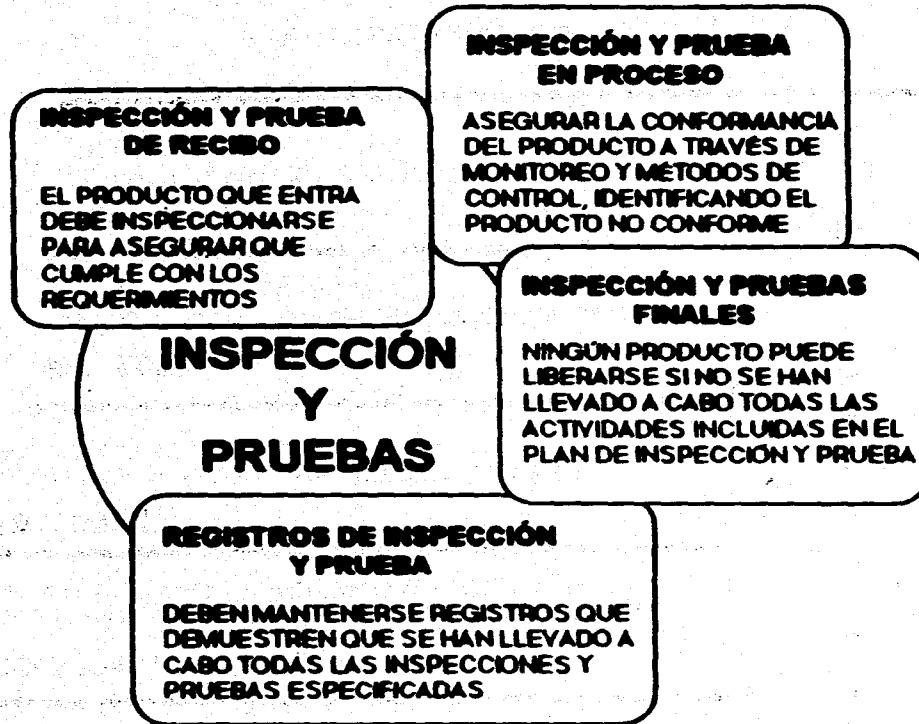 INSPECCIÓN Y PRUEBA
EN PROCESO
ASEGURAR LA CONFORMANCIA
DEL PRODUCTO A TRAVÉS DE
MONITOREO Y MÉTODOS DE
CONTROL, IDENTIFICANDO EL
PRODUCTO NO CONFORME
INSPECCIÓN Y PRUEBA
DE RECIBO
EL PRODUCTO QUE ENTRA
DEBE INSPECCIONARSE
PARA ASEGURAR QUE
CUMPLE CON LOS
REQUERIMIENTOS
INSPECCIÓN Y PRUEBAS
FINALES
NINGÚN PRODUCTO PUEDE
LIBERARSE SI NO SE HAN
LLEVADO A CABO TODAS LAS
ACTIVIDADES INCLUIDAS EN EL
PLAN DE INSPECCIÓN Y PRUEBA
INSPECCIÓN
Y
PRUEBAS
REGISTROS DE INSPECCIÓN
Y PRUEBA
DEBEN MANTENERSE REGISTROS QUE
DEMUESTREN QUE SE HAN LLEVADO A
CABO TODAS LAS INSPECCIONES Y
PRUEBAS ESPECIFICADAS